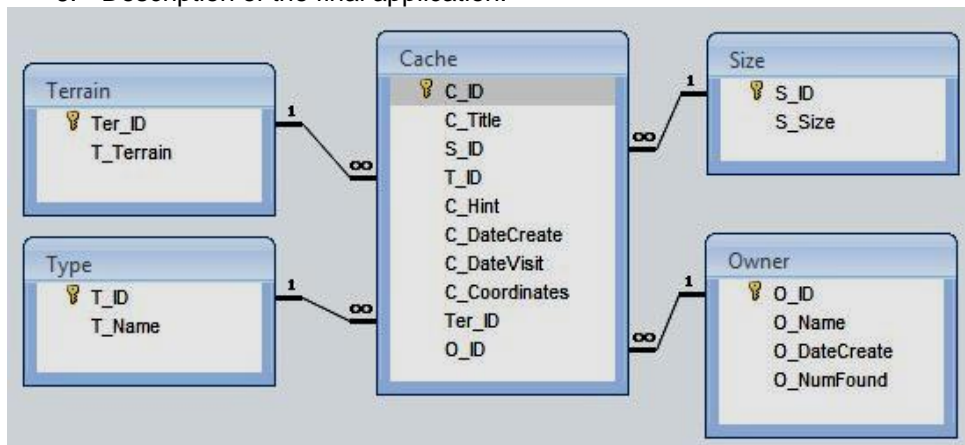 Description of the final application.
Terrain
Ter_ID
T_Terrain
1
∞
Type
T_ID
T_Name
1
∞
Cache
C_ID
C_Title
S_ID
T_ID
C_Hint
C_DateCreate
C_DateVisit
C_Coordinates
Ter_ID
O_ID
Size
S_ID
S_Size
1
∞
Owner
O_ID
O_Name
O_DateCreate
O_NumFound
1
∞